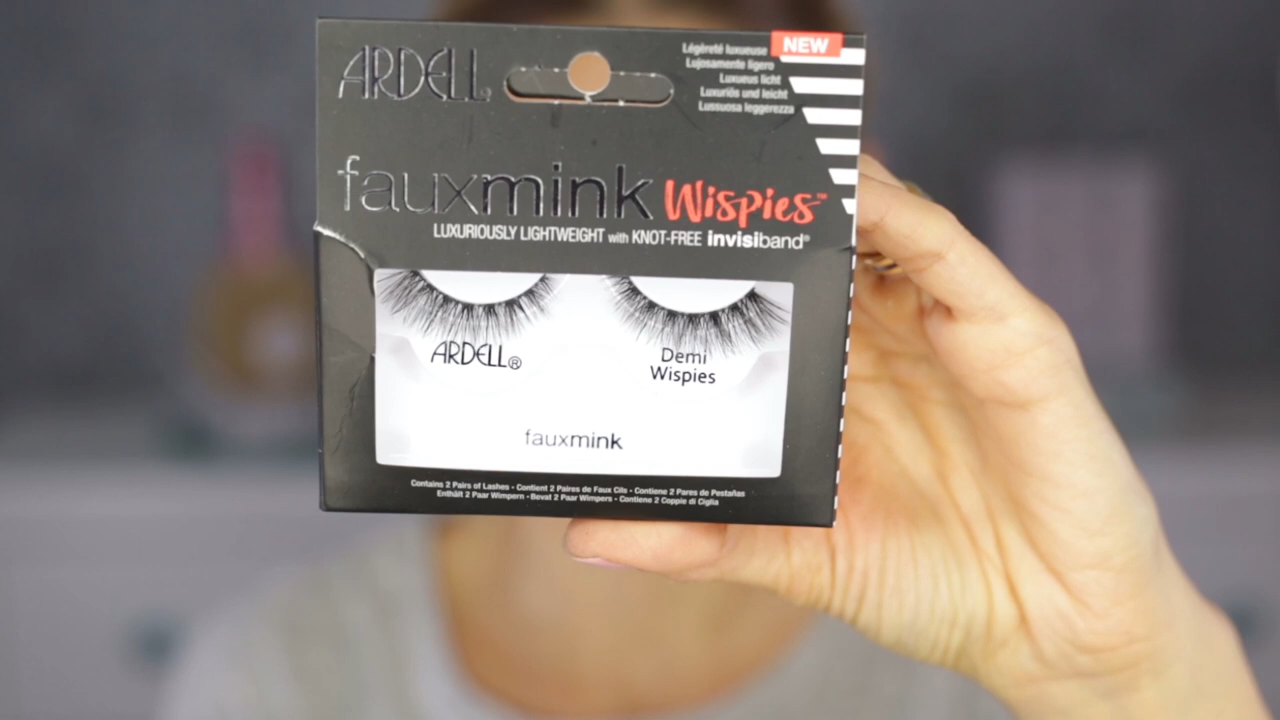 ARDELL®
NEW
Légèreté luxueuse
Lujosamente ligero
Luxueus licht
Luxuriös und leicht
Lussuosa leggerezza
fauxmink Wispies™
LUXURIOUSLY LIGHTWEIGHT with KNOT-FREE invisiband®
ARDELL®
Demi
Wispies
fauxmink
Contains 2 Pairs of Lashes • Contient 2 Paires de Faux Cils • Contiene 2 Pares de Pestañas
Enthält 2 Paar Wimpern • Bevat 2 Paar Wimpers • Contiene 2 Coppie di Ciglia